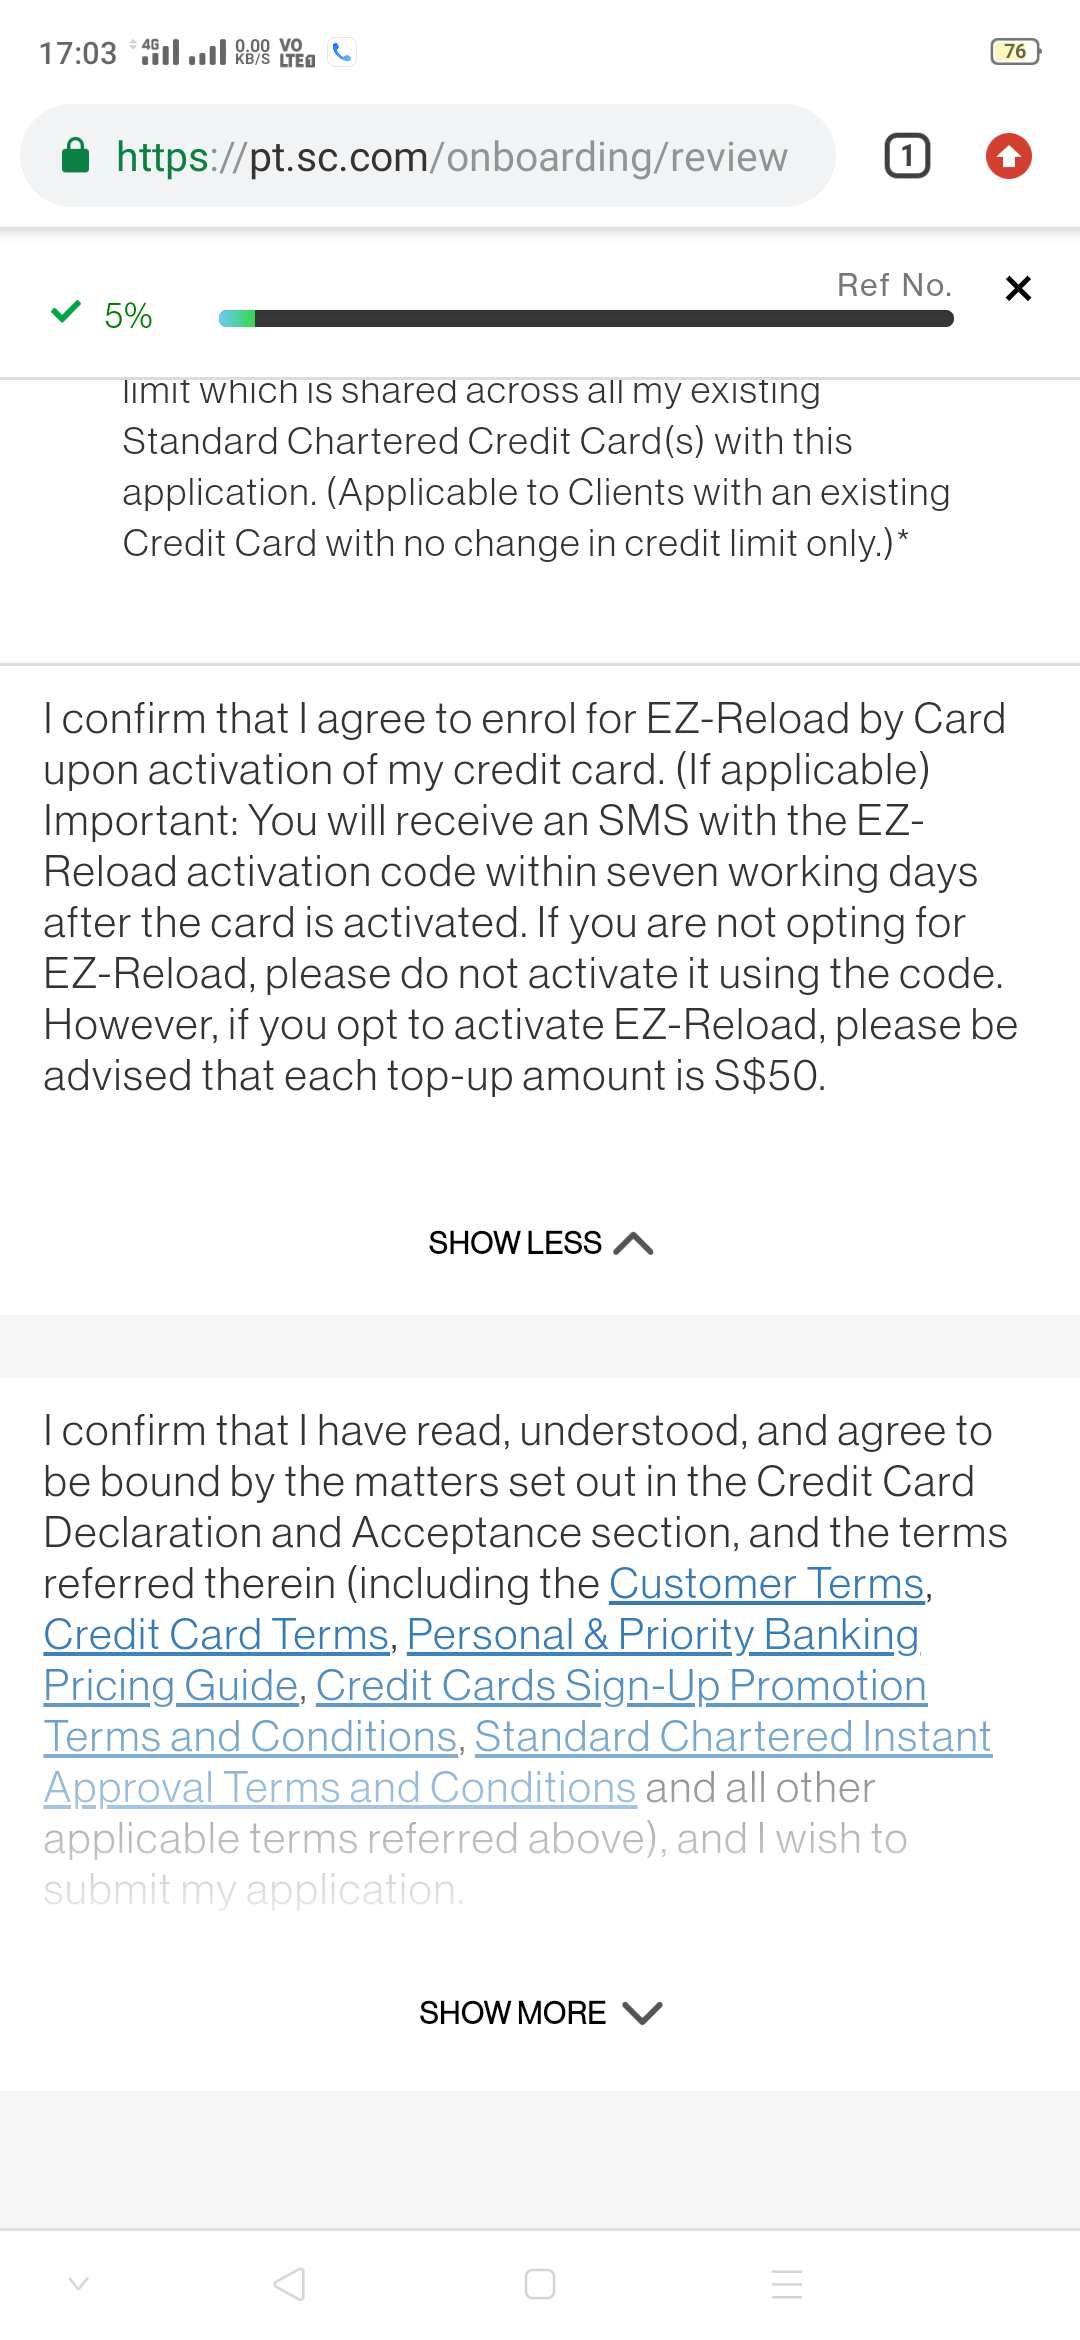 17:03 4G 0.00 KB/S VO LTE 1 76
https://pt.sc.com/onboarding/review 1
Ref No.
5%
limit which is shared across all my existing
Standard Chartered Credit Card(s) with this
application. (Applicable to Clients with an existing
Credit Card with no change in credit limit only.)*
I confirm that I agree to enrol for EZ-Reload by Card
upon activation of my credit card. (If applicable)
Important: You will receive an SMS with the EZ-
Reload activation code within seven working days
after the card is activated. If you are not opting for
EZ-Reload, please do not activate it using the code.
However, if you opt to activate EZ-Reload, please be
advised that each top-up amount is S$50.
SHOW LESS
I confirm that I have read, understood, and agree to
be bound by the matters set out in the Credit Card
Declaration and Acceptance section, and the terms
referred therein (including the Customer Terms,
Credit Card Terms, Personal & Priority Banking
Pricing Guide, Credit Cards Sign-Up Promotion
Terms and Conditions, Standard Chartered Instant
Approval Terms and Conditions and all other
applicable terms referred above), and I wish to
submit my application.
SHOW MORE